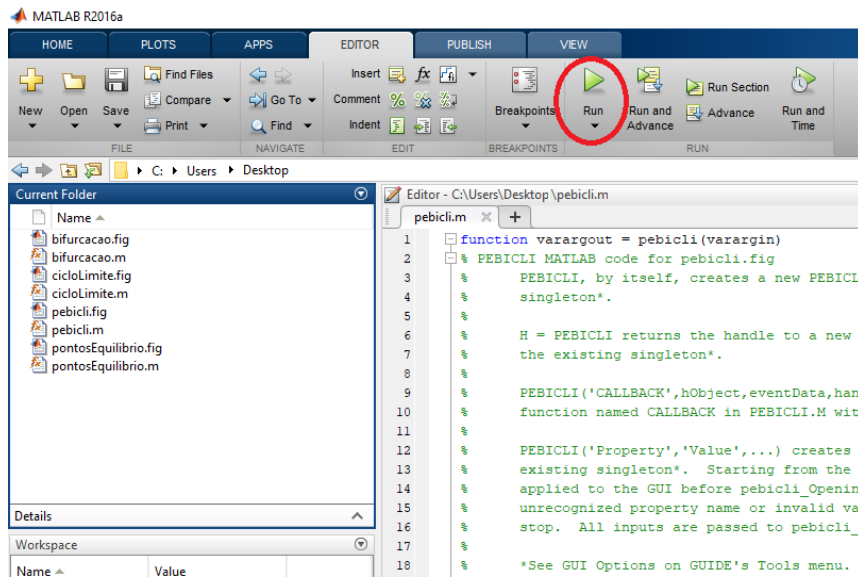 MATLAB R2016a
HOME PLOTS APPS EDITOR PUBLISH VIEW
New Open Save
Find Files
Compare
Print
FILE
Go To
Find
NAVIGATE
Insert fx
Comment
Indent
EDIT
Breakpoints
BREAKPOINTS
Run
Run and Advance
Run Section
Advance
Run and Time
RUN
C: Users Desktop
Current Folder
Name
bifurcacao.fig
bifurcacao.m
cicloLimite.fig
cicloLimite.m
pebicli.fig
pebicli.m
pontosEquilibrio.fig
pontosEquilibrio.m
Details
Workspace
Name Value
Editor - C:\Users\Desktop\pebicli.m
pebicli.m
1 function varargout = pebicli(varargin)
2 % PEBICLI MATLAB code for pebicli.fig
3 % PEBICLI, by itself, creates a new PEBICL
4 % singleton*.
5 %
6 % H = PEBICLI returns the handle to a new
7 % the existing singleton*.
8 %
9 % PEBICLI('CALLBACK',hObject,eventData,han
10 % function named CALLBACK in PEBICLI.M wit
11 %
12 % PEBICLI('Property','Value',...) creates
13 % existing singleton*. Starting from the
14 % applied to the GUI before pebicli_Openin
15 % unrecognized property name or invalid va
16 % stop. All inputs are passed to pebicli_
17 %
18 % *See GUI Options on GUIDE's Tools menu.